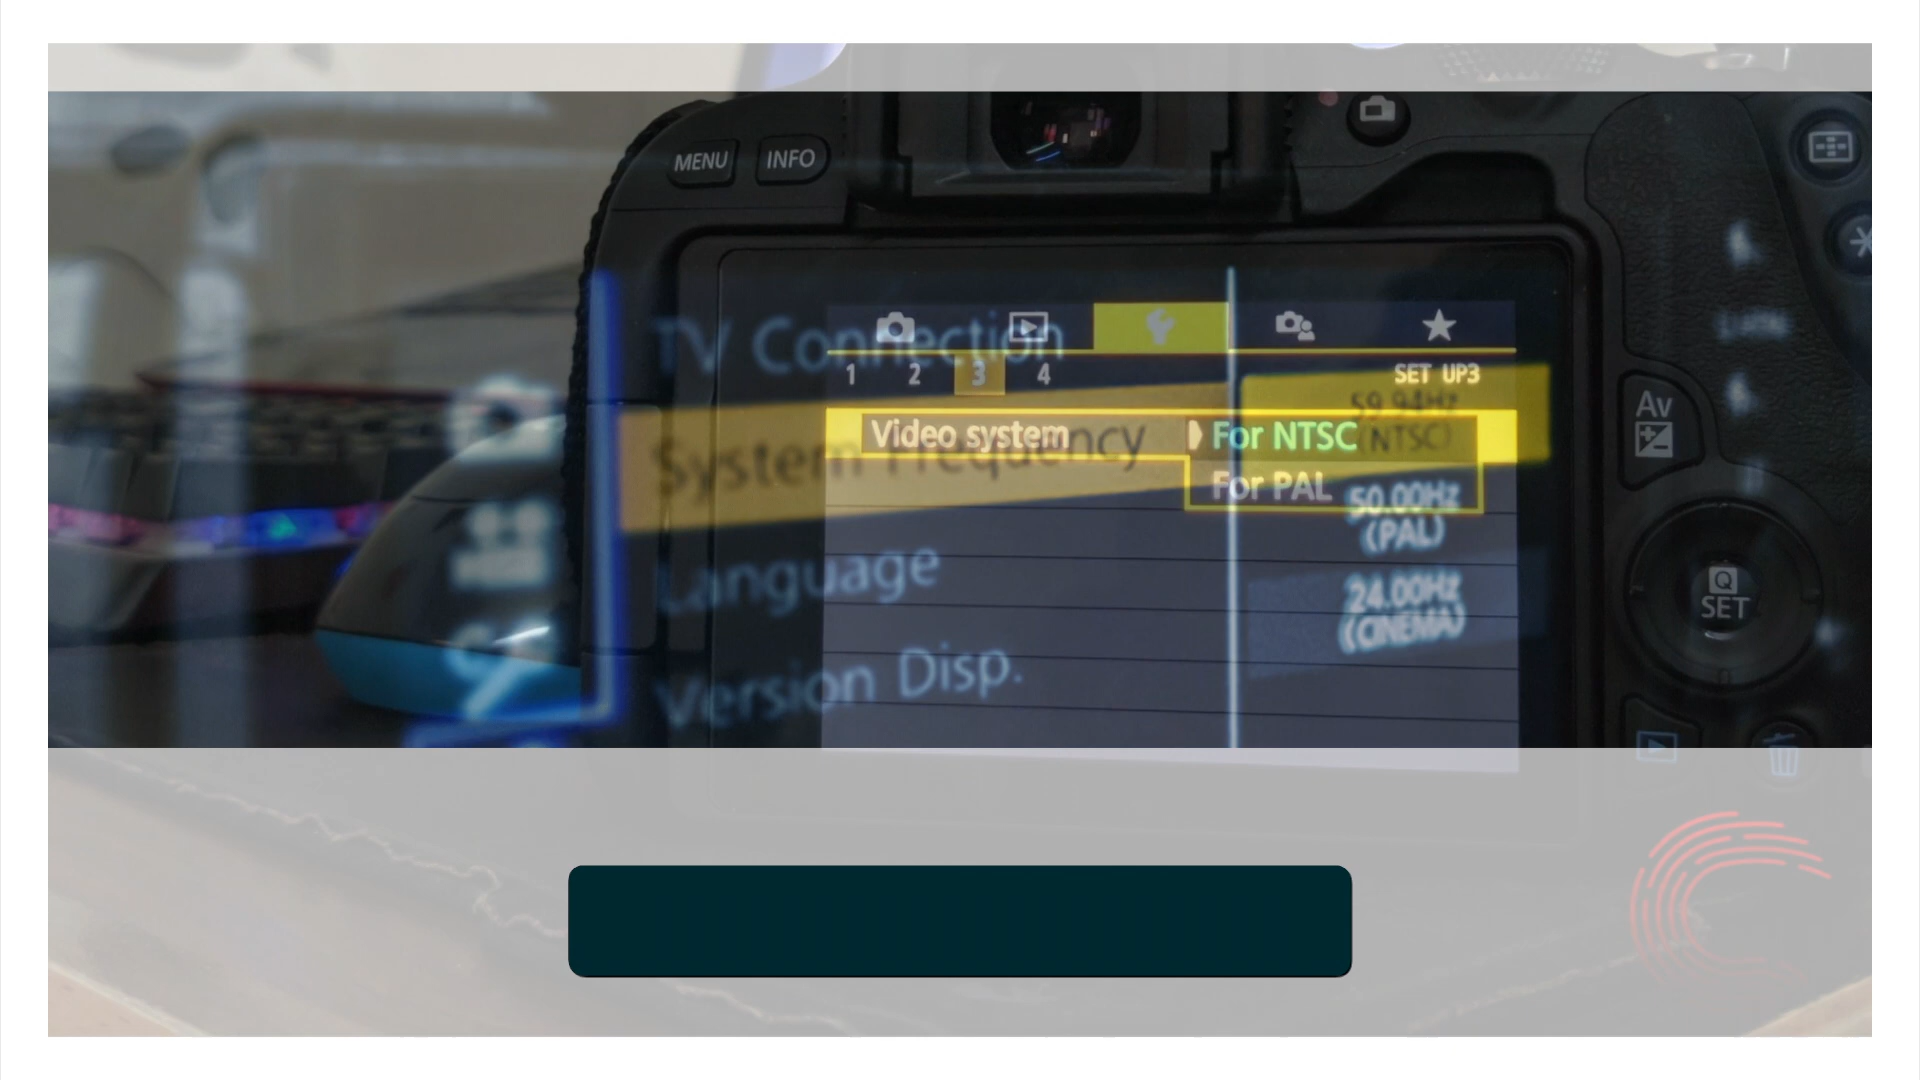 MENU INFO
TV Connection
1 2 3 4 SET UP3
59.94Hz
(NTSC)
Video system For NTSC
System Frequency
For PAL
50.00Hz
(PAL)
Language
24.00Hz
(CINEMA)
Version Disp.
Av
Q
SET